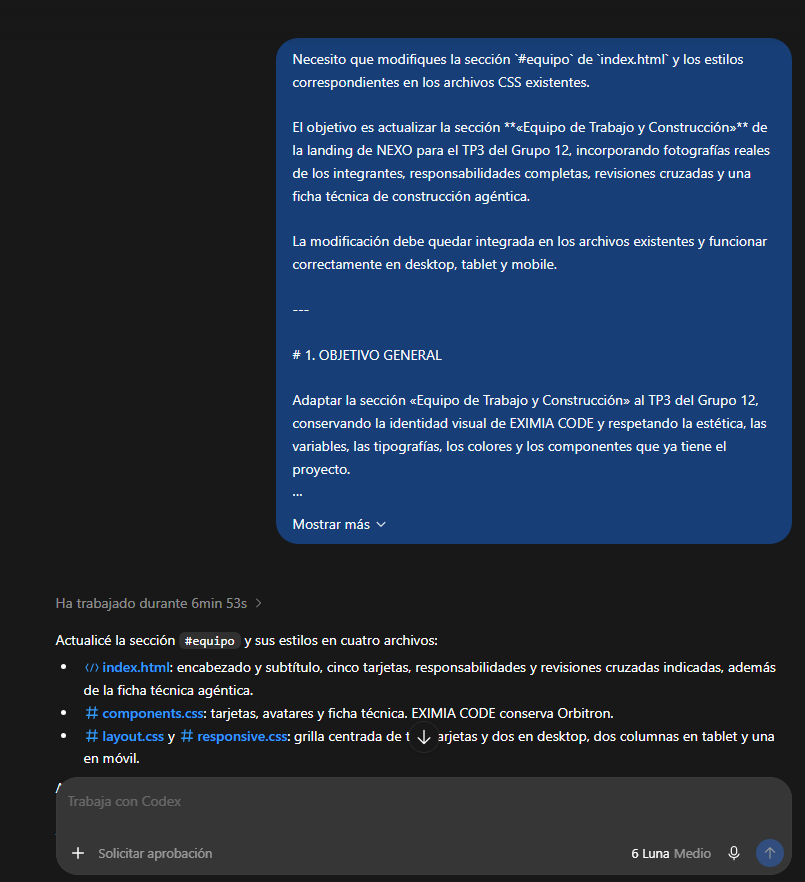 Necesito que modifiques la sección `#equipo` de `index.html` y los estilos
correspondientes en los archivos CSS existentes.
El objetivo es actualizar la sección **«Equipo de Trabajo y Construcción»** de
la landing de NEXO para el TP3 del Grupo 12, incorporando fotografías reales
de los integrantes, responsabilidades completas, revisiones cruzadas y una
ficha técnica de construcción agéntica.
La modificación debe quedar integrada en los archivos existentes y funcionar
correctamente en desktop, tablet y mobile.
---
# 1. OBJETIVO GENERAL
Adaptar la sección «Equipo de Trabajo y Construcción» al TP3 del Grupo 12,
conservando la identidad visual de EXIMIA CODE y respetando la estética, las
variables, las tipografías, los colores y los componentes que ya tiene el
proyecto.
...
Mostrar más
Ha trabajado durante 6min 53s
Actualicé la sección #equipo y sus estilos en cuatro archivos:
• </> index.html: encabezado y subtítulo, cinco tarjetas, responsabilidades y revisiones cruzadas indicadas, además
de la ficha técnica agéntica.
• # components.css: tarjetas, avatares y ficha técnica. EXIMIA CODE conserva Orbitron.
• # layout.css y # responsive.css: grilla centrada de arjetas y dos en desktop, dos columnas en tablet y una
en móvil.
Trabaja con Codex
+ Solicitar aprobación
6 Luna Medio